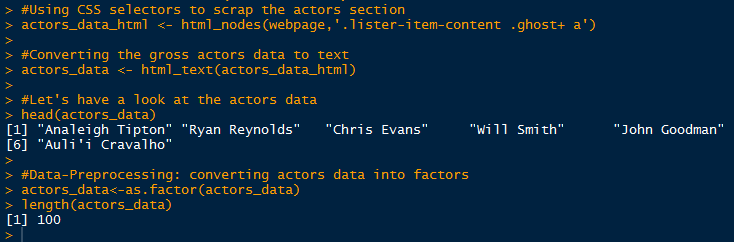 > #Using CSS selectors to scrap the actors section
> actors_data_html <- html_nodes(webpage,'.lister-item-content .ghost+ a')
>
> #Converting the gross actors data to text
> actors_data <- html_text(actors_data_html)
>
> #Let's have a look at the actors data
> head(actors_data)
[1] "Analeigh Tipton" "Ryan Reynolds"   "Chris Evans"     "Will Smith"      "John Goodman"
[6] "Auli'i Cravalho"
>
> #Data-Preprocessing: converting actors data into factors
> actors_data<-as.factor(actors_data)
> length(actors_data)
[1] 100
>